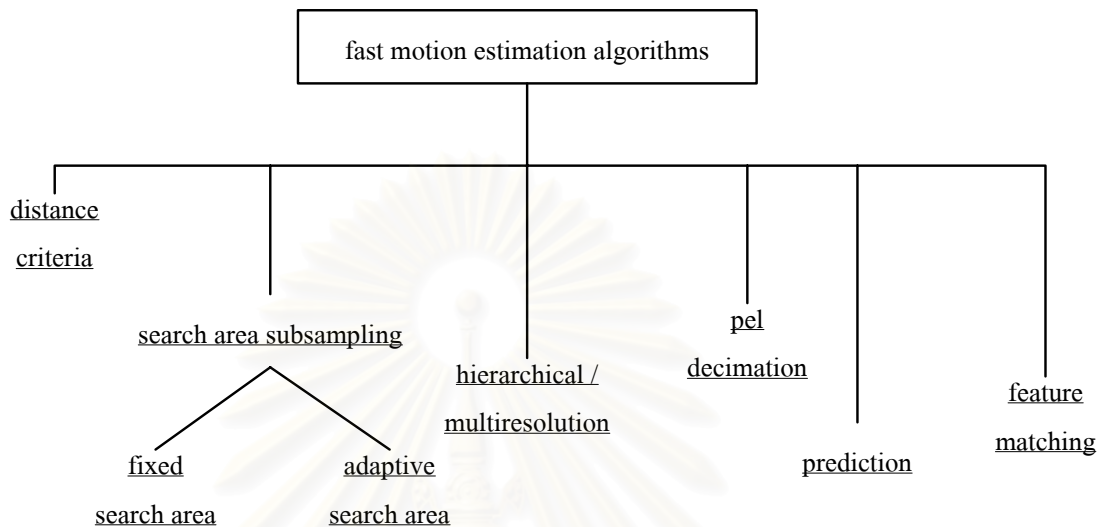 fast motion estimation algorithms
distance
criteria
search area subsampling
fixed
search area
adaptive
search area
hierarchical /
multiresolution
pel
decimation
prediction
feature
matching